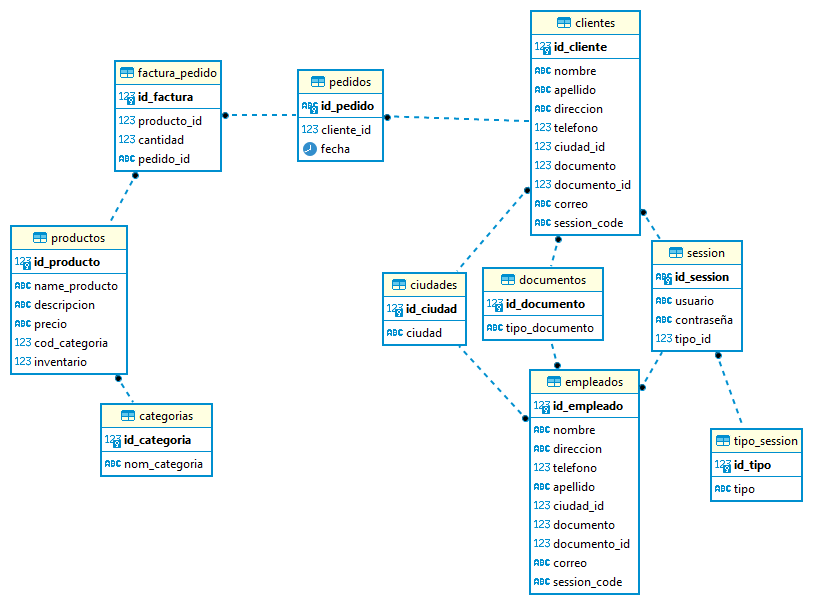 clientes
123 id_cliente
ABC nombre
ABC apellido
ABC direccion
123 telefono
123 ciudad_id
123 documento
123 documento_id
ABC correo
ABC session_code
factura_pedido
123 id_factura
123 producto_id
123 cantidad
ABC pedido_id
pedidos
ABC id_pedido
123 cliente_id
fecha
productos
123 id_producto
ABC name_producto
ABC descripcion
ABC precio
123 cod_categoria
123 inventario
categorias
123 id_categoria
ABC nom_categoria
ciudades
123 id_ciudad
ABC ciudad
documentos
123 id_documento
ABC tipo_documento
session
ABC id_session
ABC usuario
ABC contraseña
123 tipo_id
empleados
123 id_empleado
ABC nombre
ABC direccion
123 telefono
ABC apellido
123 ciudad_id
123 documento
123 documento_id
ABC correo
ABC session_code
tipo_session
123 id_tipo
ABC tipo